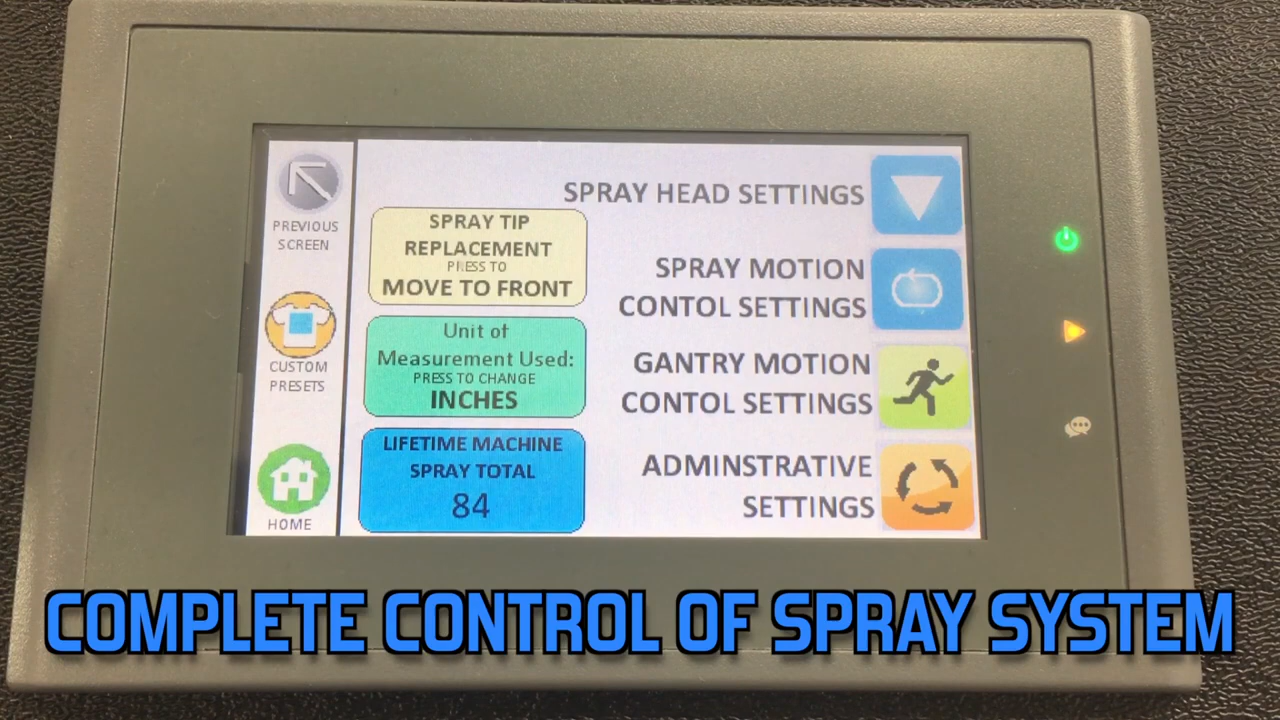 PREVIOUS
SCREEN
CUSTOM
PRESETS
HOME
SPRAY TIP
REPLACEMENT
PRESS TO
MOVE TO FRONT
Unit of
Measurement Used:
PRESS TO CHANGE
INCHES
LIFETIME MACHINE
SPRAY TOTAL
84
SPRAY HEAD SETTINGS
SPRAY MOTION
CONTOL SETTINGS
GANTRY MOTION
CONTOL SETTINGS
ADMINSTRATIVE
SETTINGS
COMPLETE CONTROL OF SPRAY SYSTEM